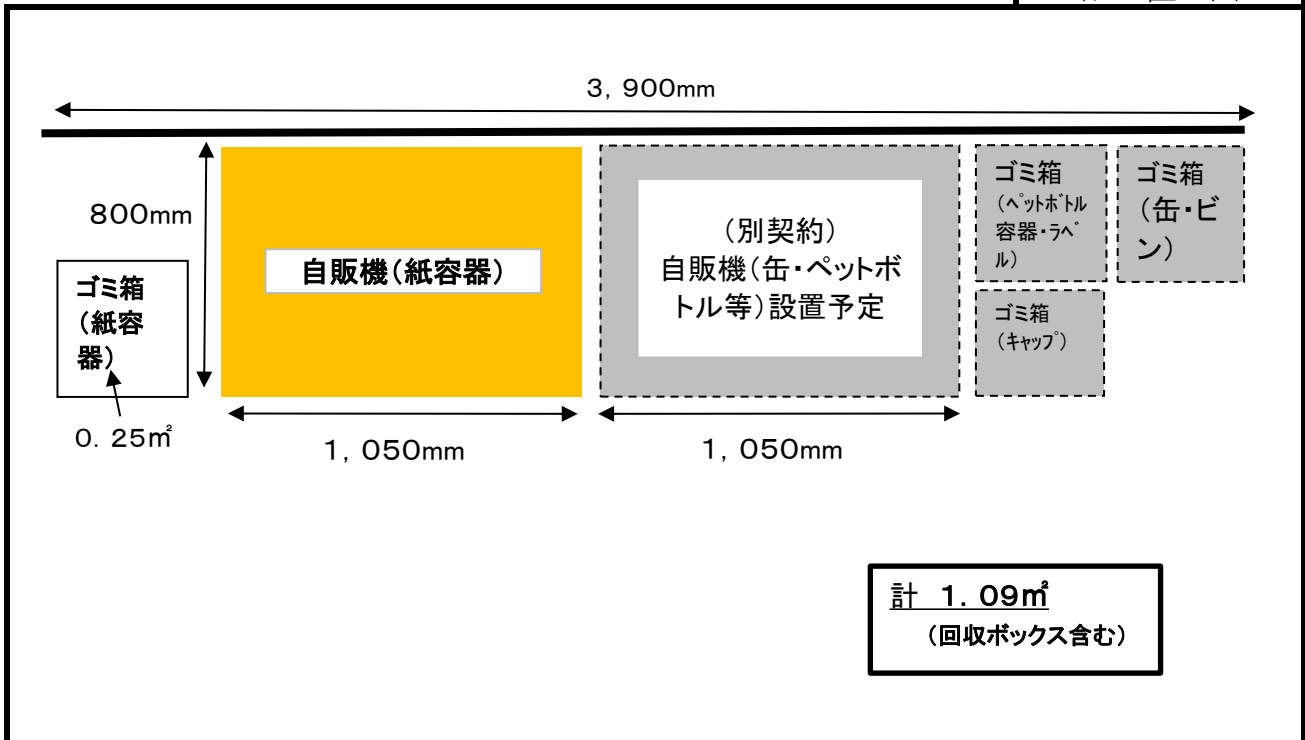 3，900mm
800mm
ゴミ箱
（紙容
器）
0．25㎡
自販機（紙容器）
1，050mm
（別契約）
自販機（缶・ペットボ
トル等）設置予定
1，050mm
ゴミ箱
（ﾍﾟｯﾄﾎﾞﾄﾙ
容器・ﾗﾍﾞ
ﾙ）
ゴミ箱
（ｷｬｯﾌﾟ）
ゴミ箱
（缶・ビ
ン）
計　1．09㎡
（回収ボックス含む）